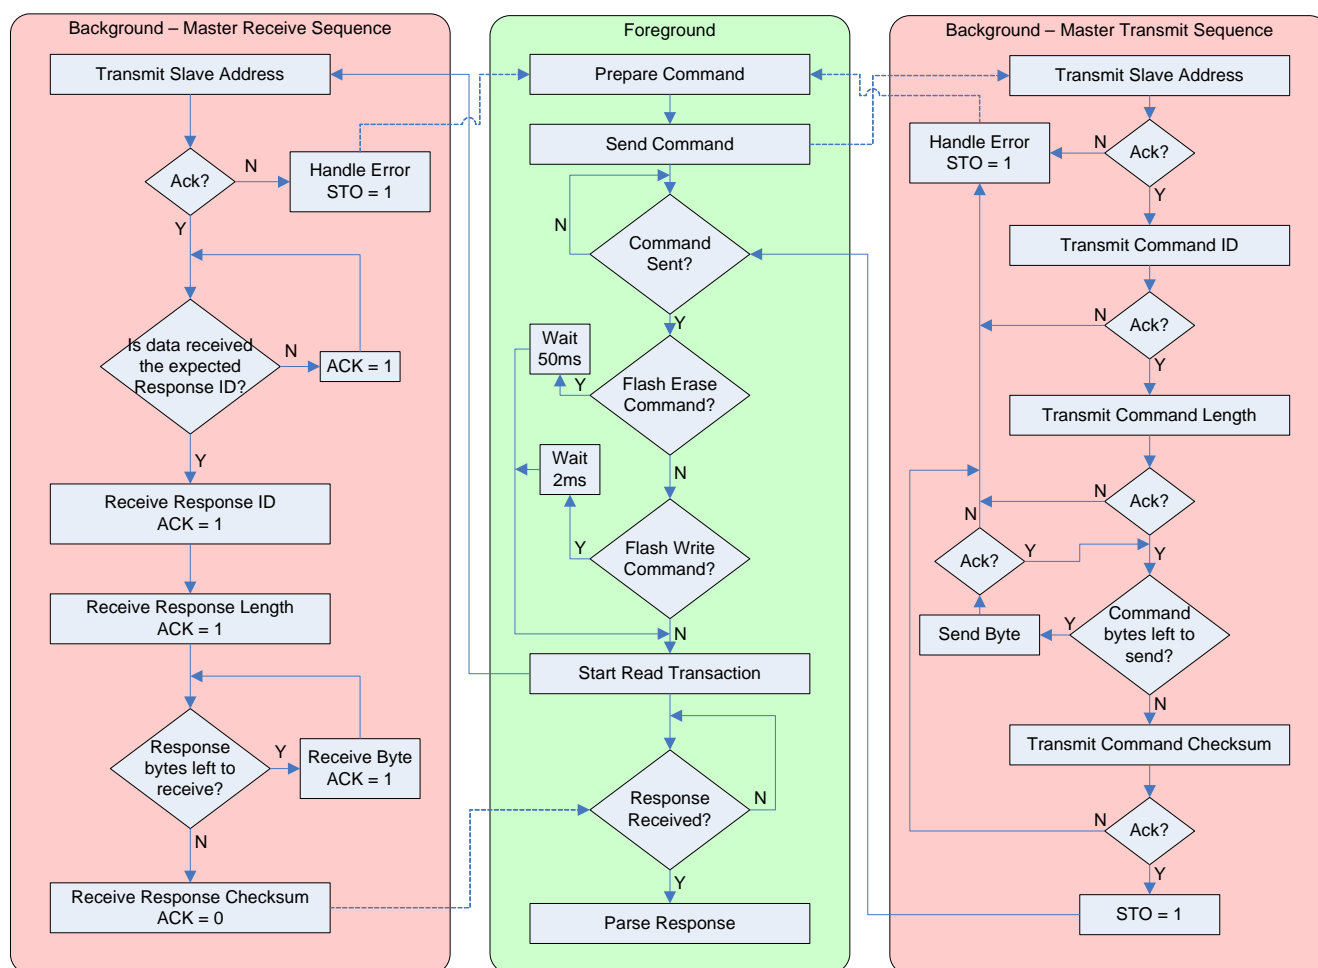 Background – Master Receive Sequence
Transmit Slave Address
Ack?
N
Handle Error
STO = 1
Y
Is data received
the expected
Response ID?
N
ACK = 1
Y
Receive Response ID
ACK = 1
Receive Response Length
ACK = 1
Response
bytes left to
receive?
Y
Receive Byte
ACK = 1
N
Receive Response Checksum
ACK = 0
Foreground
Prepare Command
Send Command
N
Command
Sent?
Y
Wait
50ms
Y
Flash Erase
Command?
N
Wait
2ms
Y
Flash Write
Command?
N
Start Read Transaction
Response
Received?
N
Y
Parse Response
Background – Master Transmit Sequence
Transmit Slave Address
Handle Error
STO = 1
N
Ack?
Y
Transmit Command ID
N
Ack?
Y
Transmit Command Length
N
Ack?
Y
N
Ack?
Y
Send Byte
Y
Command
bytes left to
send?
N
Transmit Command Checksum
N
Ack?
Y
STO = 1